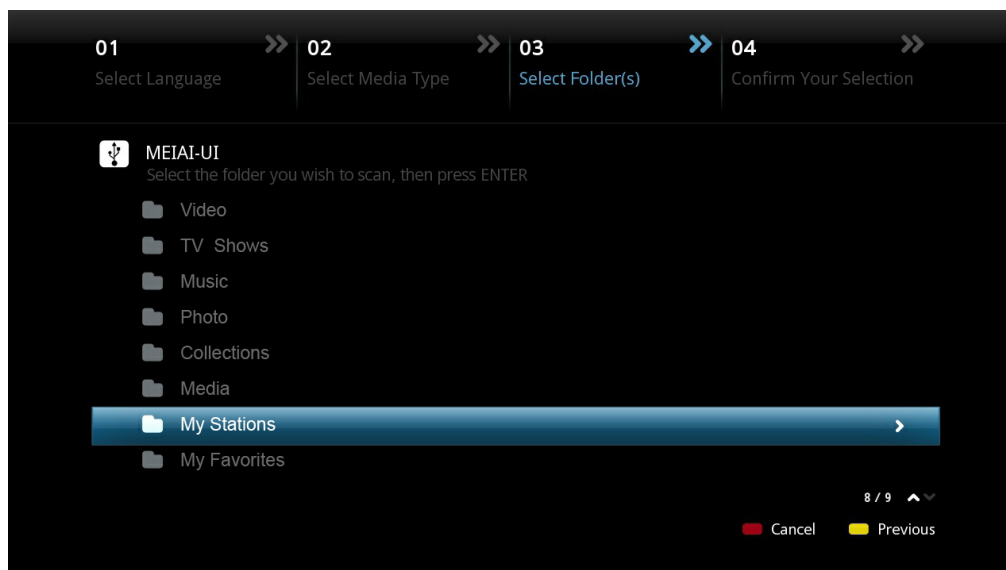 01
Select Language
02
Select Media Type
03
Select Folder(s)
04
Confirm Your Selection
MEIAI-UI
Select the folder you wish to scan, then press ENTER
Video
TV Shows
Music
Photo
Collections
Media
My Stations
My Favorites
8 / 9
Cancel
Previous